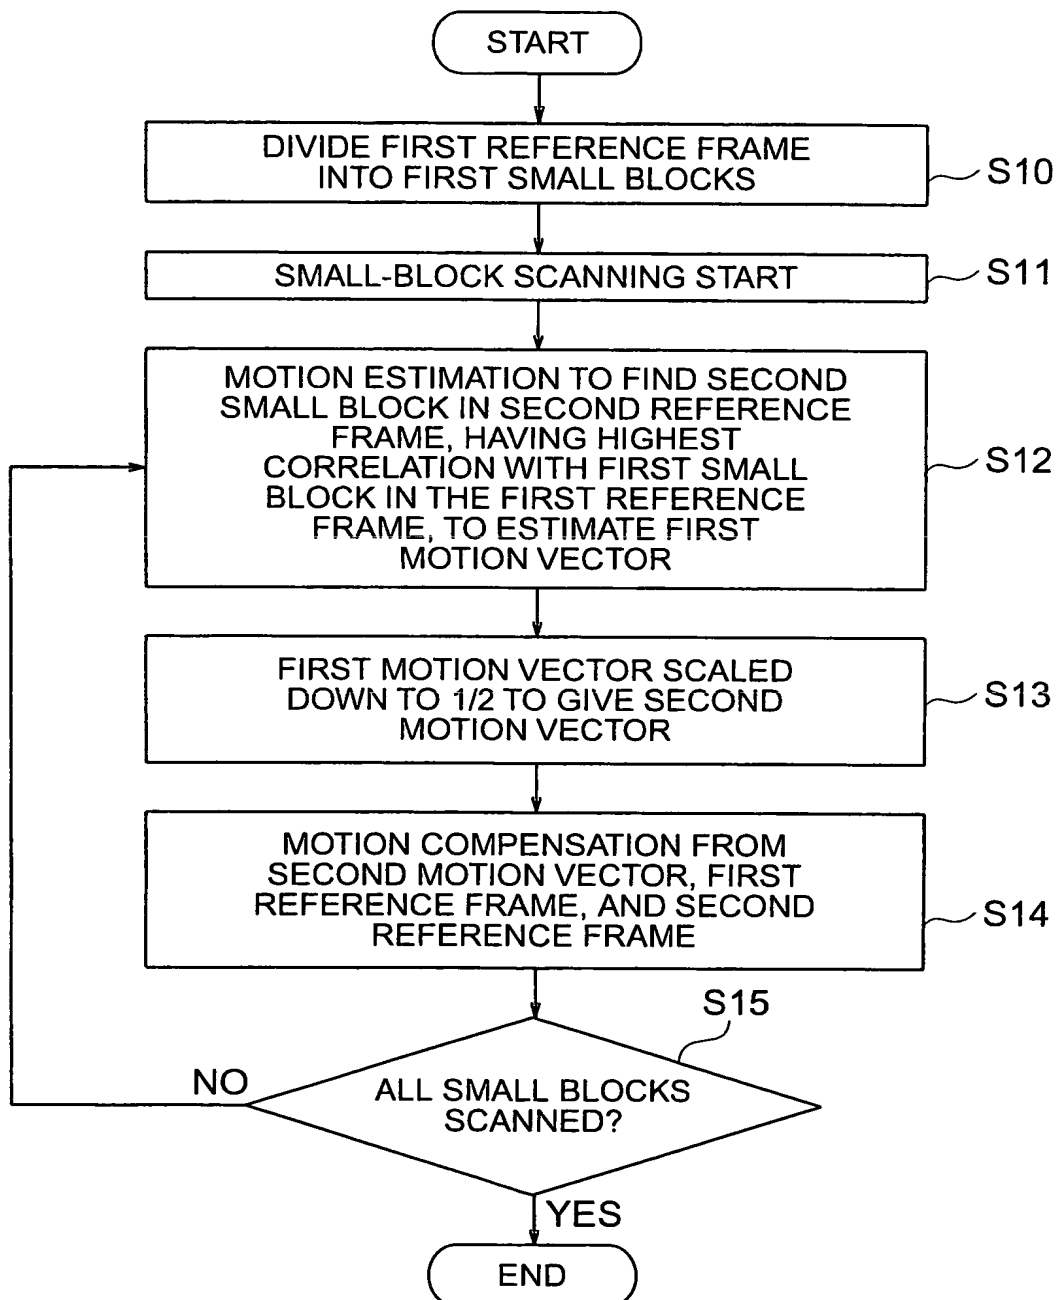 START
DIVIDE FIRST REFERENCE FRAME
INTO FIRST SMALL BLOCKS
S10
SMALL-BLOCK SCANNING START
S11
MOTION ESTIMATION TO FIND SECOND
SMALL BLOCK IN SECOND REFERENCE
FRAME, HAVING HIGHEST
CORRELATION WITH FIRST SMALL
BLOCK IN THE FIRST REFERENCE
FRAME, TO ESTIMATE FIRST
MOTION VECTOR
S12
FIRST MOTION VECTOR SCALED
DOWN TO 1/2 TO GIVE SECOND
MOTION VECTOR
S13
MOTION COMPENSATION FROM
SECOND MOTION VECTOR, FIRST
REFERENCE FRAME, AND SECOND
REFERENCE FRAME
S14
S15
NO
ALL SMALL BLOCKS
SCANNED?
YES
END